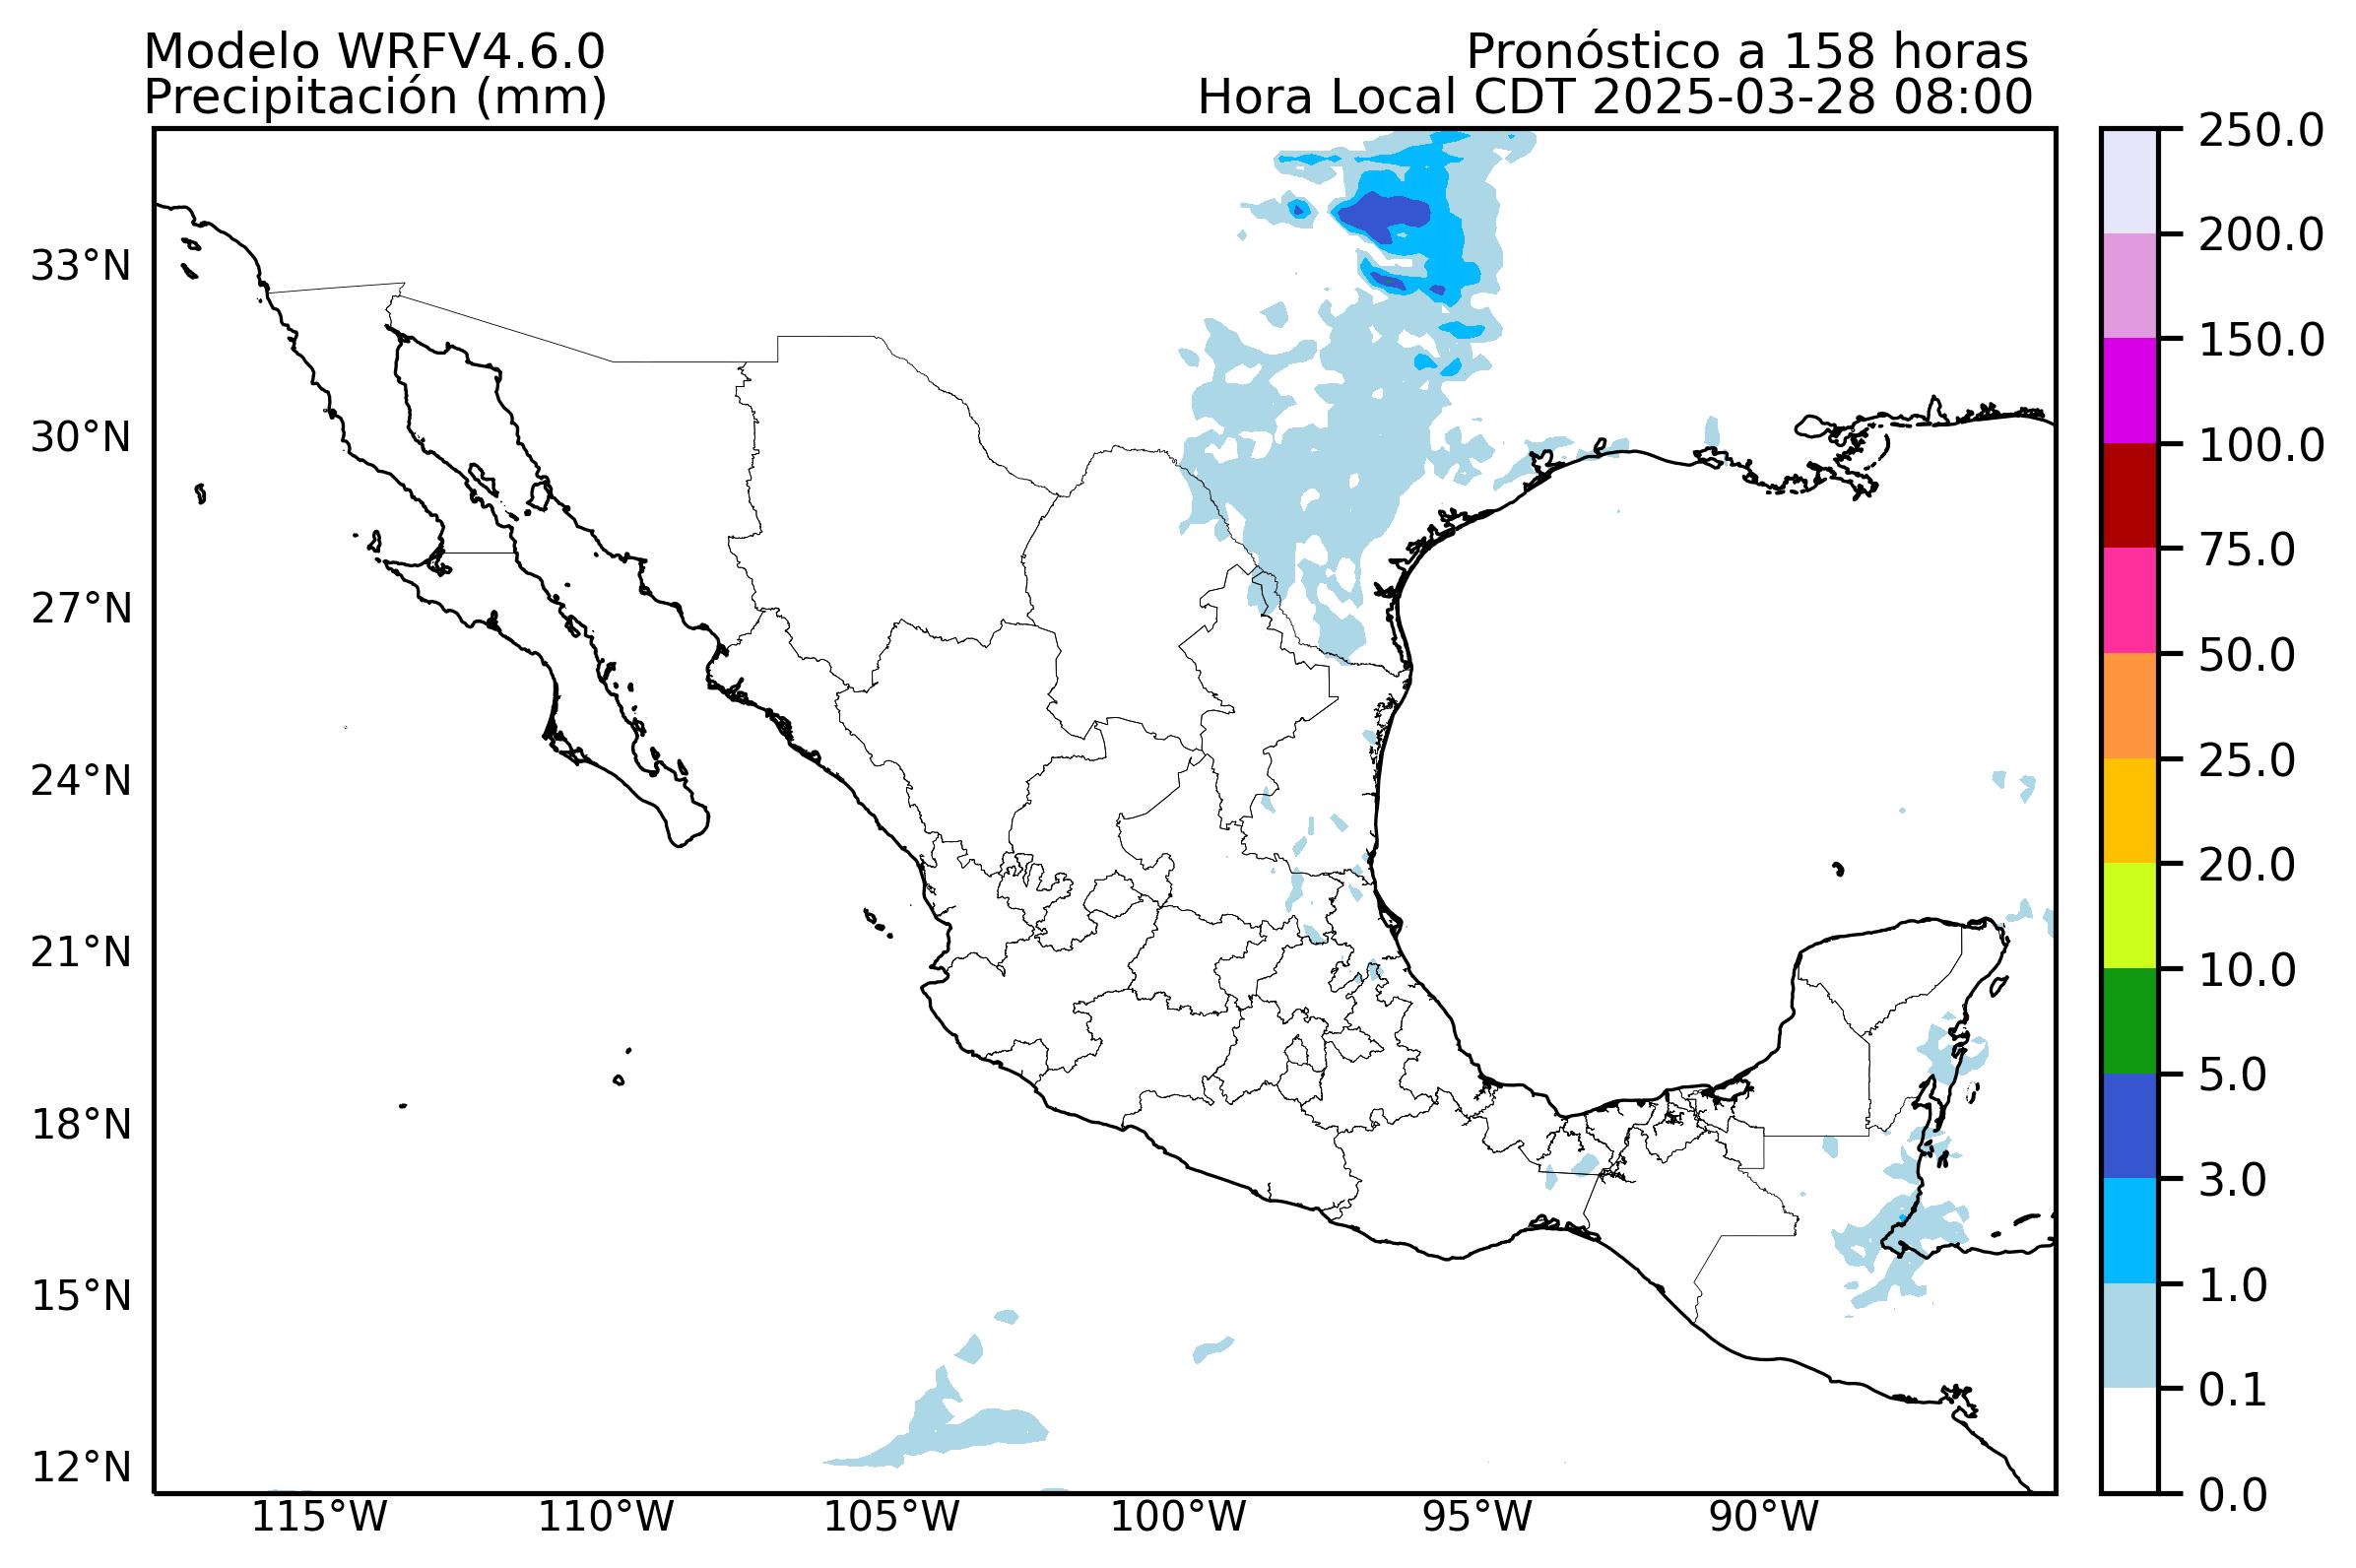 Modelo WRFV4.6.0
Precipitación (mm)
Pronóstico a 158 horas
Hora Local CDT 2025-03-28 08:00
33°N
30°N
27°N
24°N
21°N
18°N
15°N
12°N
115°W
110°W
105°W
100°W
95°W
90°W
250.0
200.0
150.0
100.0
75.0
50.0
25.0
20.0
10.0
5.0
3.0
1.0
0.1
0.0